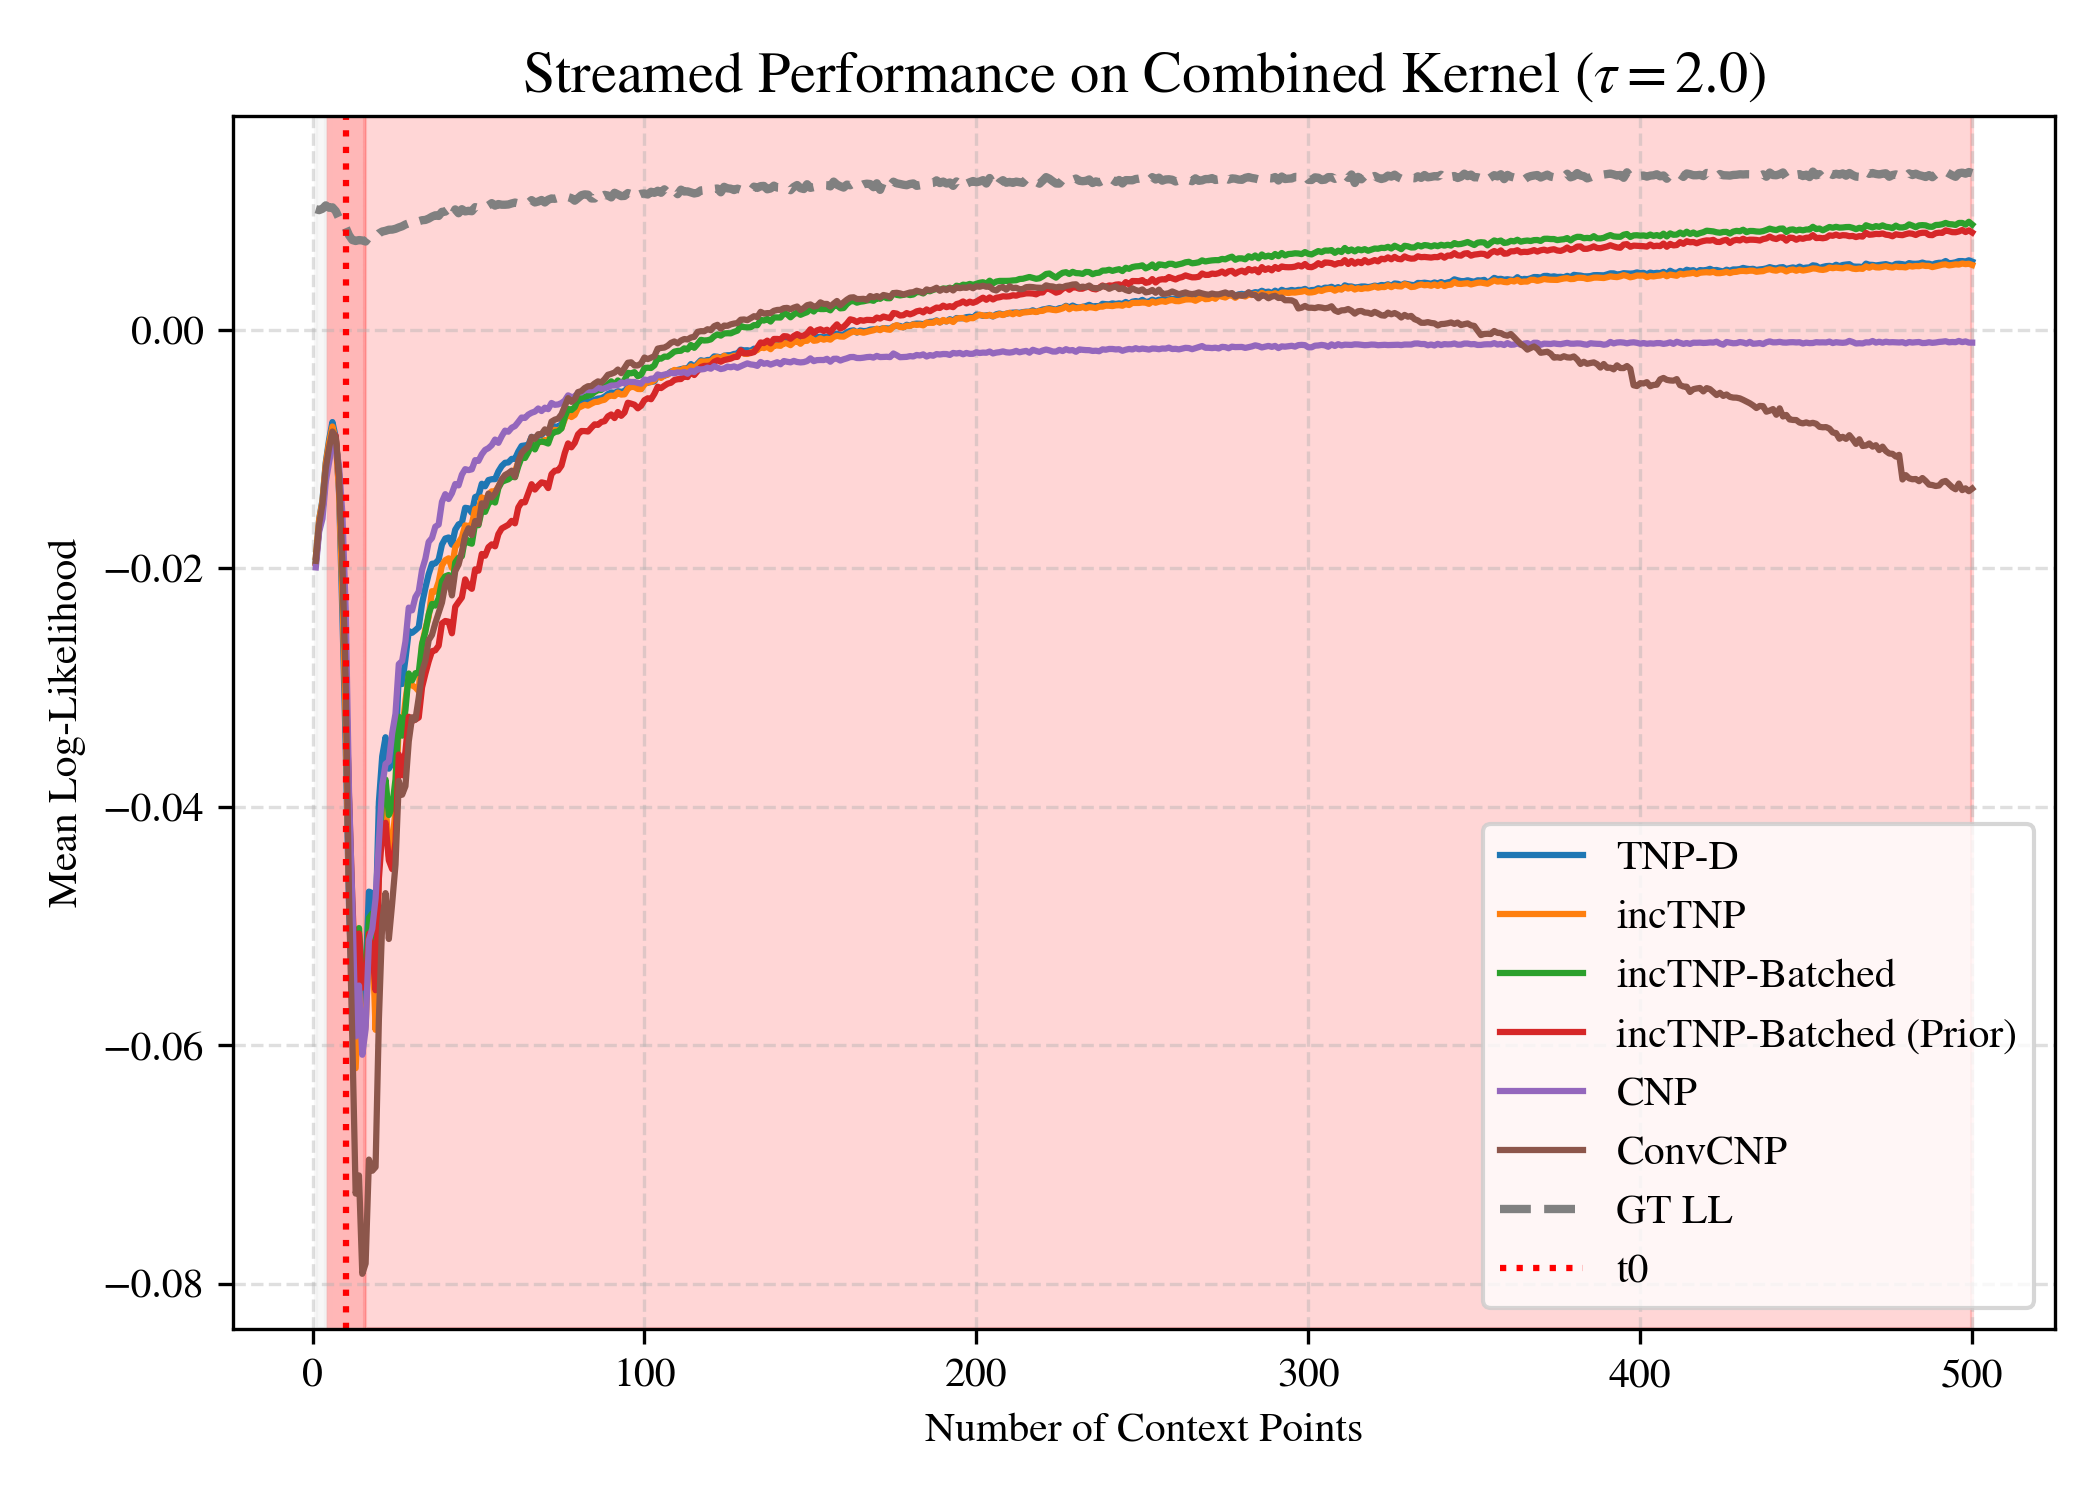 Streamed Performance on Combined Kernel (τ = 2.0)
Mean Log-Likelihood
0.00
−0.02
−0.04
−0.06
−0.08
0 100 200 300 400 500
Number of Context Points
TNP-D
incTNP
incTNP-Batched
incTNP-Batched (Prior)
CNP
ConvCNP
GT LL
t0